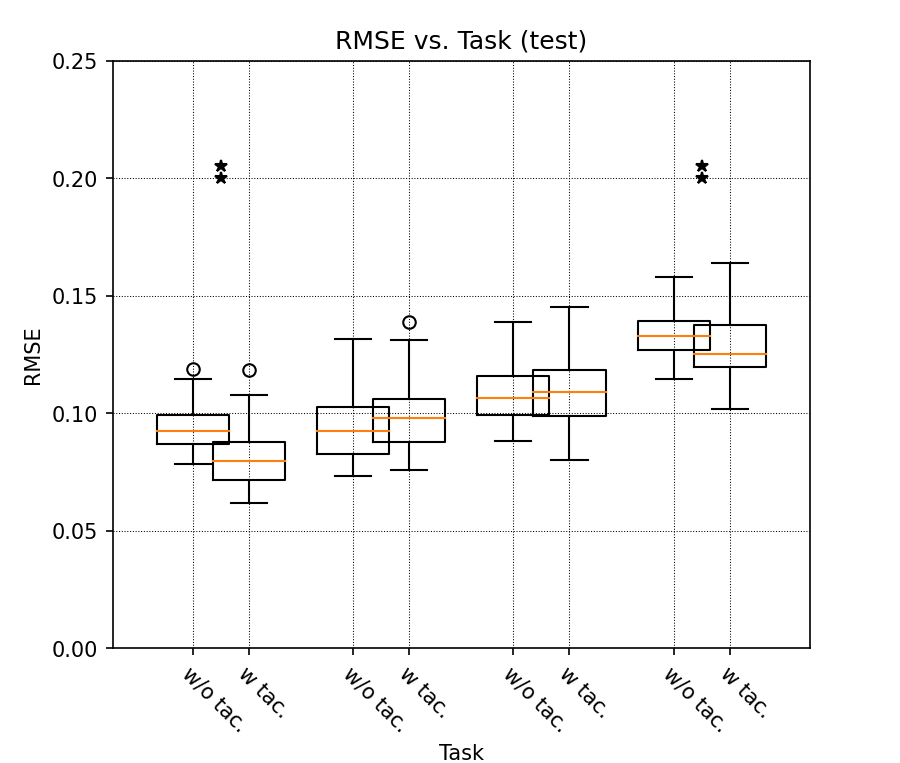 RMSE vs. Task (test)
0.25
0.20
0.15
0.10
0.05
0.00
RMSE
w/o tac.
w tac.
w/o tac.
w tac.
w/o tac.
w tac.
w/o tac.
w tac.
Task